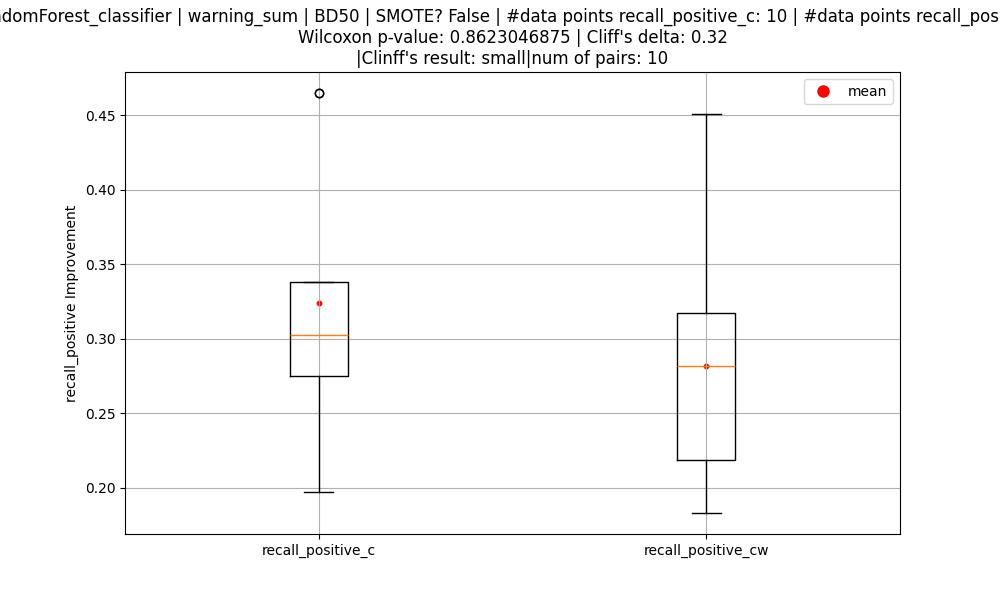 | warning_sum | BD50 | SMOTE? False | #data points recall_positive_c: 10 | #data points
Wilcoxon p-value: 0.8623046875 | Cliff's delta: 0.32
|Clinff's result: small|num of pairs: 10
mean
0.45
0.40
0.35
0.30
0.25
0.20
recall_positive Improvement
recall_positive_c
recall_positive_cw